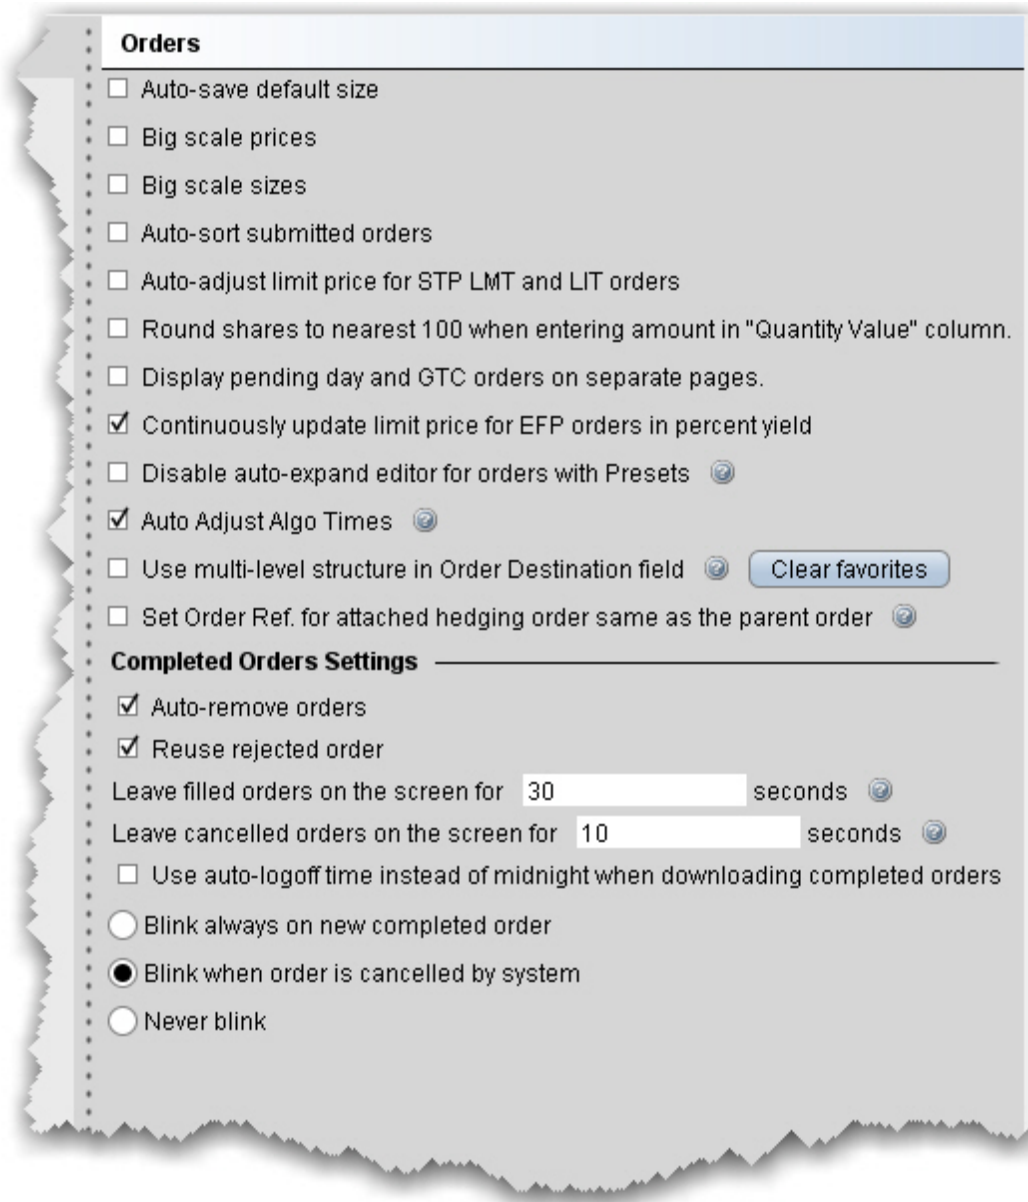 Orders
Auto-save default size
Big scale prices
Big scale sizes
Auto-sort submitted orders
Auto-adjust limit price for STP LMT and LIT orders
Round shares to nearest 100 when entering amount in "Quantity Value" column.
Display pending day and GTC orders on separate pages.
Continuously update limit price for EFP orders in percent yield
Disable auto-expand editor for orders with Presets ?
Auto Adjust Algo Times ?
Use multi-level structure in Order Destination field ? Clear favorites
Set Order Ref. for attached hedging order same as the parent order ?
Completed Orders Settings
Auto-remove orders
Reuse rejected order
Leave filled orders on the screen for 30 seconds ?
Leave cancelled orders on the screen for 10 seconds ?
Use auto-logoff time instead of midnight when downloading completed orders
Blink always on new completed order
Blink when order is cancelled by system
Never blink